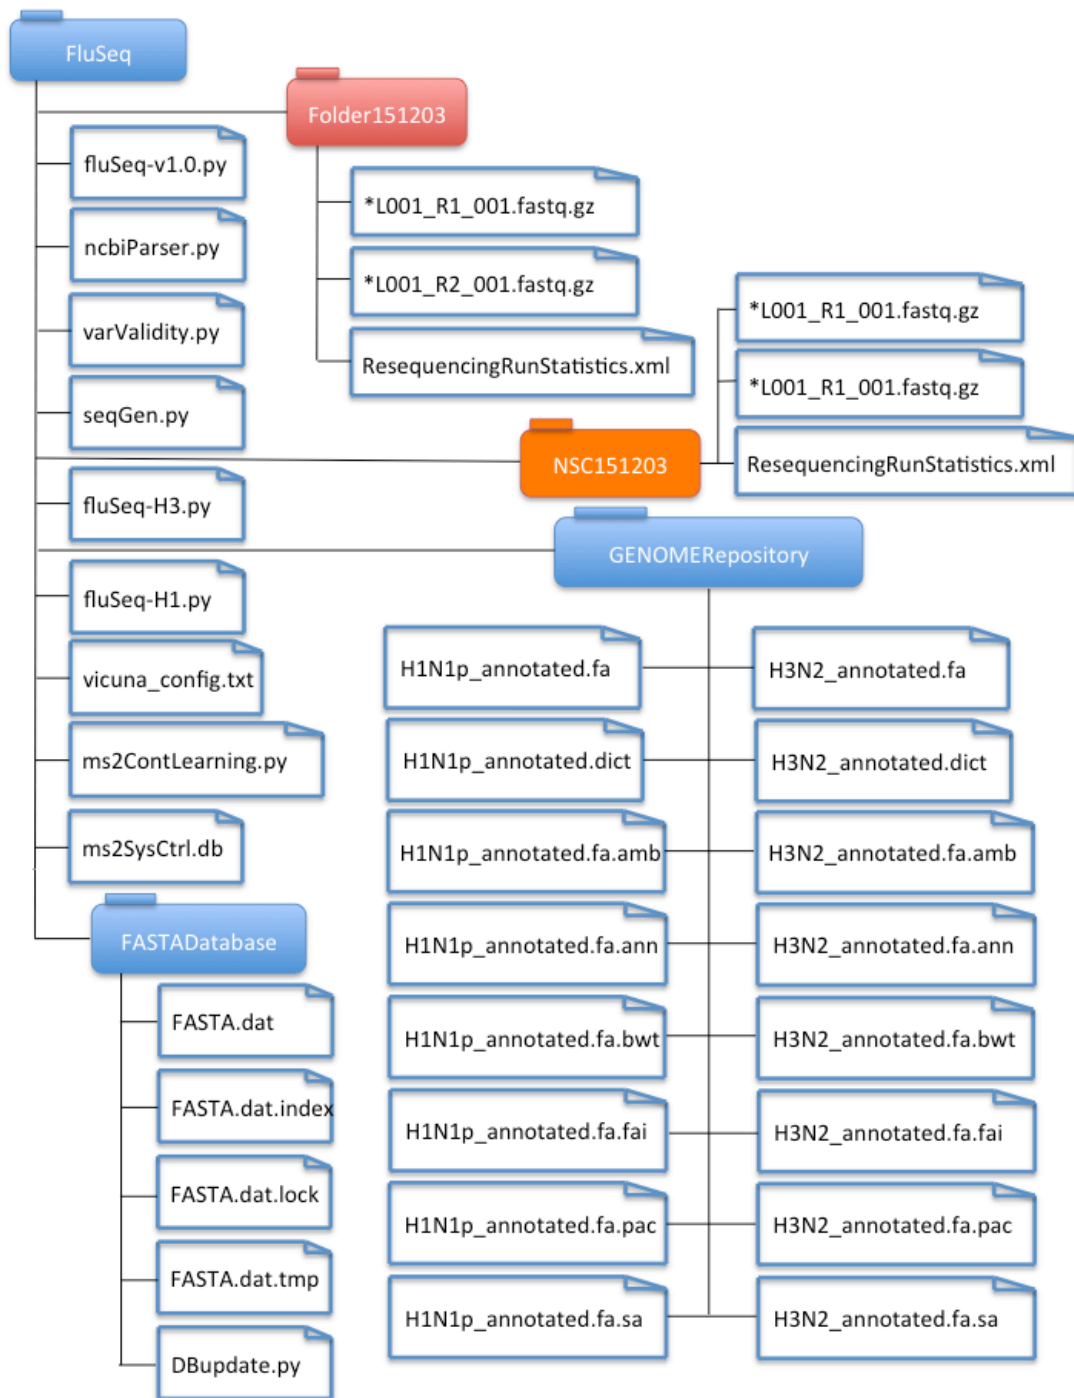 FluSeq
Folder151203
fluSeq-v1.0.py
*L001_R1_001.fastq.gz
ncbiParser.py
*L001_R2_001.fastq.gz
*L001_R1_001.fastq.gz
varValidity.py
ResequencingRunStatistics.xml
*L001_R1_001.fastq.gz
seqGen.py
NSC151203
ResequencingRunStatistics.xml
fluSeq-H3.py
GENOMERepository
fluSeq-H1.py
vicuna_config.txt
H1N1p_annotated.fa
H3N2_annotated.fa
ms2ContLearning.py
H1N1p_annotated.dict
H3N2_annotated.dict
ms2SysCtrl.db
H1N1p_annotated.fa.amb
H3N2_annotated.fa.amb
FASTADatabase
H1N1p_annotated.fa.ann
H3N2_annotated.fa.ann
FASTA.dat
H1N1p_annotated.fa.bwt
H3N2_annotated.fa.bwt
FASTA.dat.index
H1N1p_annotated.fa.fai
H3N2_annotated.fa.fai
FASTA.dat.lock
H1N1p_annotated.fa.pac
H3N2_annotated.fa.pac
FASTA.dat.tmp
H1N1p_annotated.fa.sa
H3N2_annotated.fa.sa
DBupdate.py